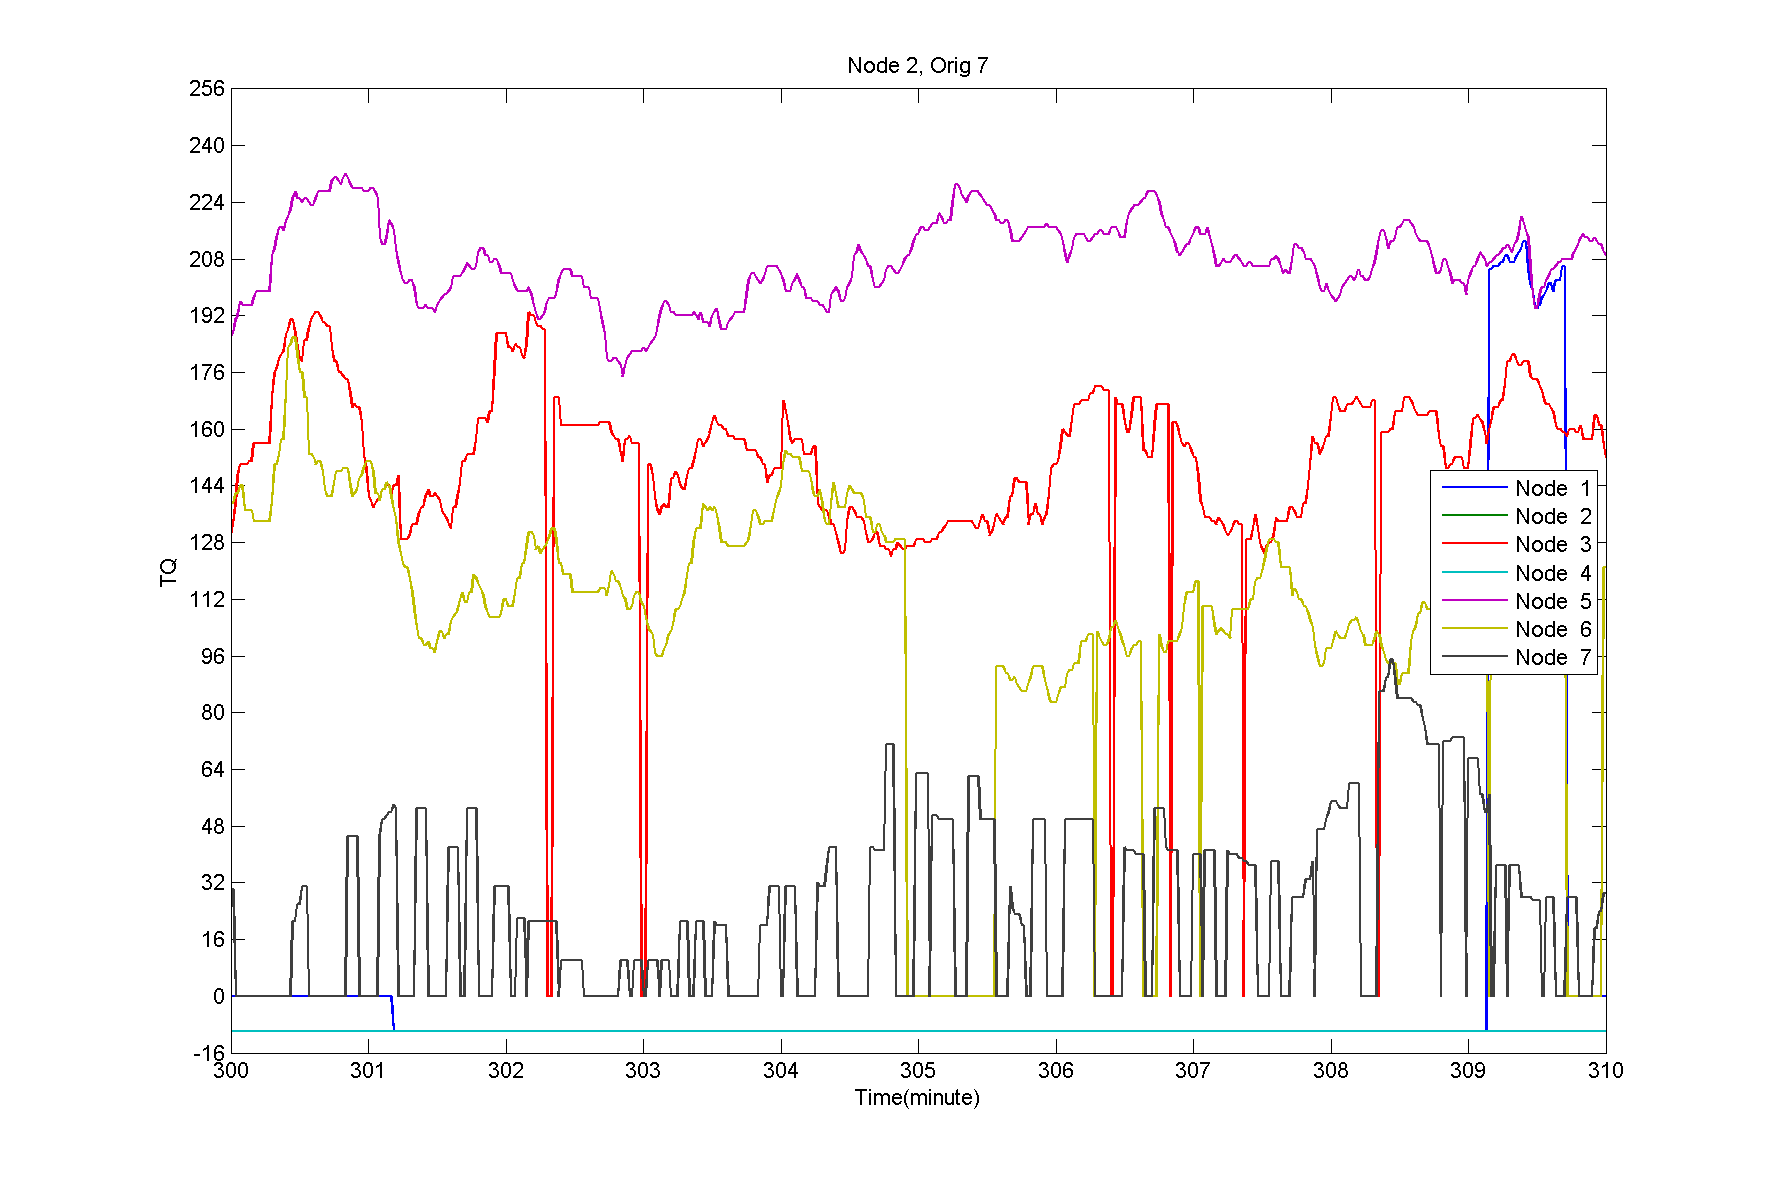 Node 2, Orig 7
256
240
224
208
192
176
160
144
128
112
96
80
64
48
32
16
0
-16
TQ
Node 1
Node 2
Node 3
Node 4
Node 5
Node 6
Node 7
300 301 302 303 304 305 306 307 308 309 310
Time(minute)